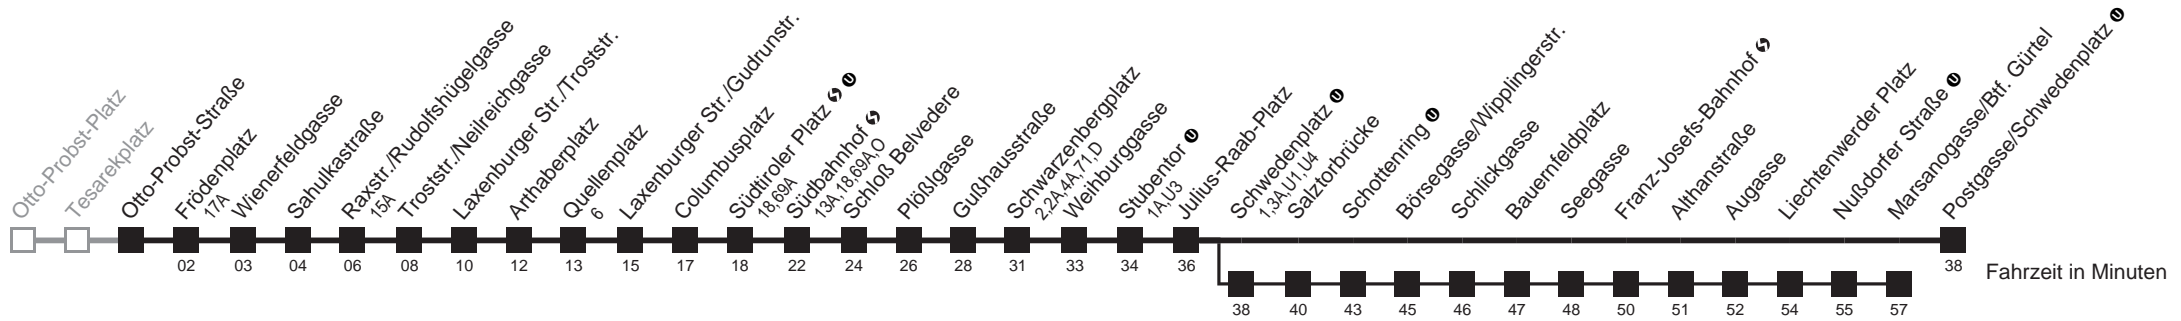 Otto-Probst-Platz
Tesarekplatz
Otto-Probst-Straße
Frödenplatz
17A
Wienerfeldgasse
Sahulkastraße
Raxstr./Rudolfshügelgasse
15A
Troststr./Neilreichgasse
Laxenburger Str./Troststr.
Arthaberplatz
Quellenplatz
6
Laxenburger Str./Gudrunstr.
Columbusplatz
Südtiroler Platz S U
18,69A
Südbahnhof S
13A,18,69A,O
Schloß Belvedere
Plößlgasse
Gußhausstraße
Schwarzenbergplatz
2,2A,4A,71,D
Weihburggasse
Stubentor U
1A,U3
Julius-Raab-Platz
Schwedenplatz U
1,3A,U1,U4
Salztorbrücke
Schottenring U
Börsegasse/Wipplingerstr.
Schlickgasse
Bauernfeldplatz
Seegasse
Franz-Josefs-Bahnhof S
Althanstraße
Augasse
Liechtenwerder Platz
Nußdorfer Straße U
Marsanogasse/Btf. Gürtel
Postgasse/Schwedenplatz U
02 03 04 06 08 10 12 13 15 17 18 22 24 26 28 31 33 34 36 38
Fahrzeit in Minuten
38 40 43 45 46 47 48 50 51 52 54 55 57